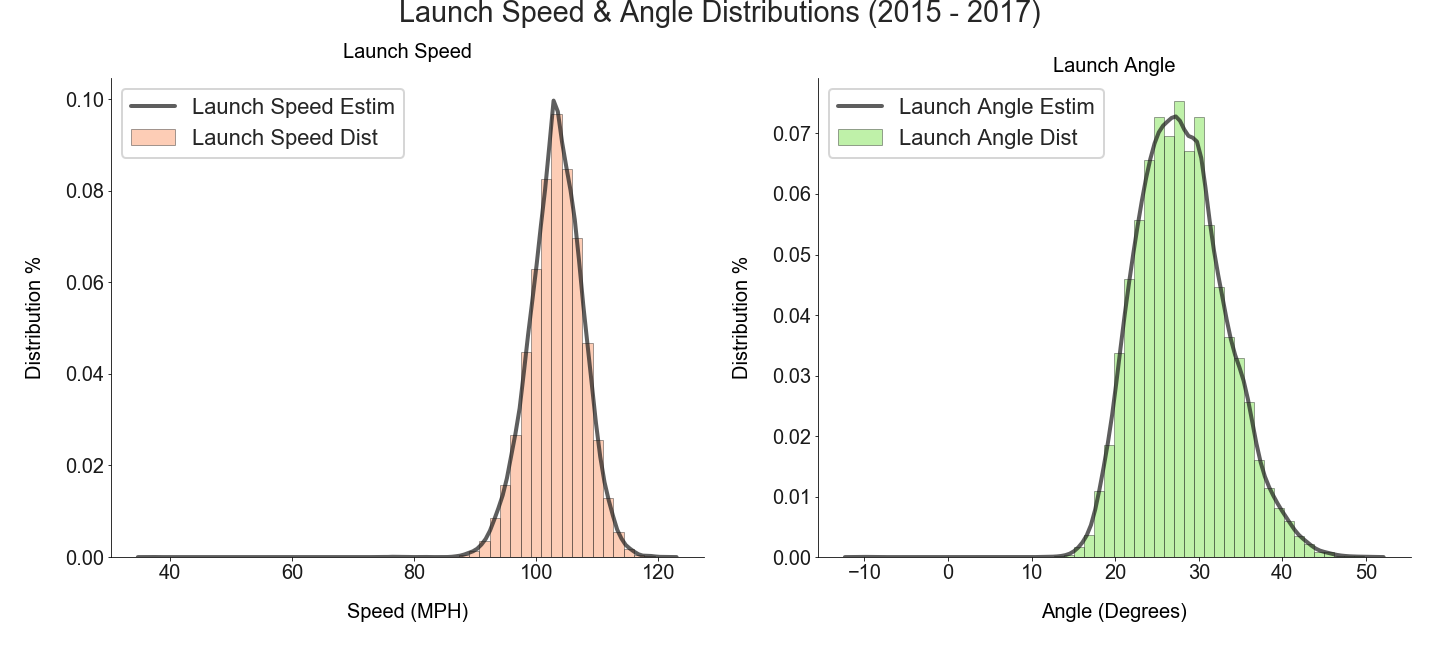 Launch Speed & Angle Distributions (2015 - 2017)
Launch Speed
Launch Speed Estim
Launch Speed Dist
Distribution %
0.10
0.08
0.06
0.04
0.02
0.00
40 60 80 100 120
Speed (MPH)
Launch Angle
Launch Angle Estim
Launch Angle Dist
Distribution %
0.07
0.06
0.05
0.04
0.03
0.02
0.01
0.00
−10 0 10 20 30 40 50
Angle (Degrees)